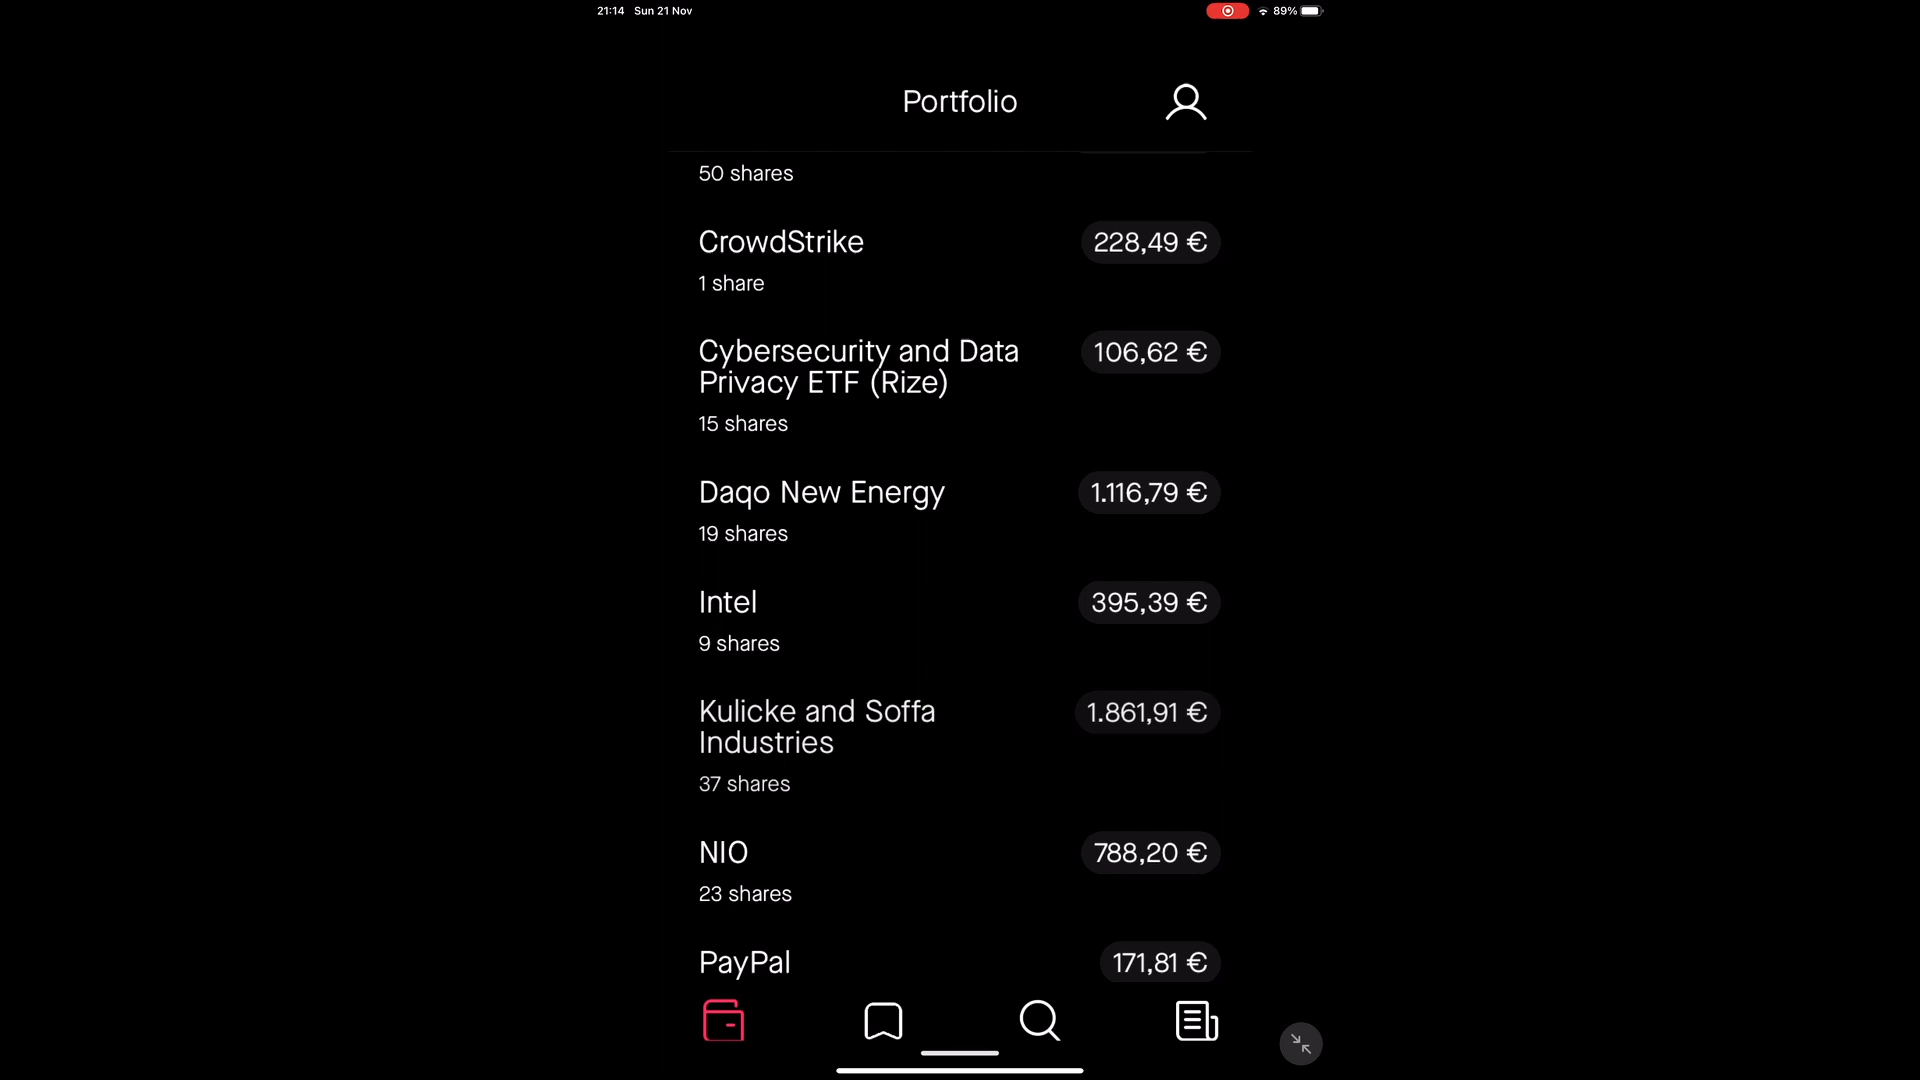 21:14 Sun 21 Nov
89%
Portfolio
50 shares
CrowdStrike
228,49 €
1 share
Cybersecurity and Data
Privacy ETF (Rize)
106,62 €
15 shares
Daqo New Energy
1.116,79 €
19 shares
Intel
395,39 €
9 shares
Kulicke and Soffa
Industries
1.861,91 €
37 shares
NIO
788,20 €
23 shares
PayPal
171,81 €